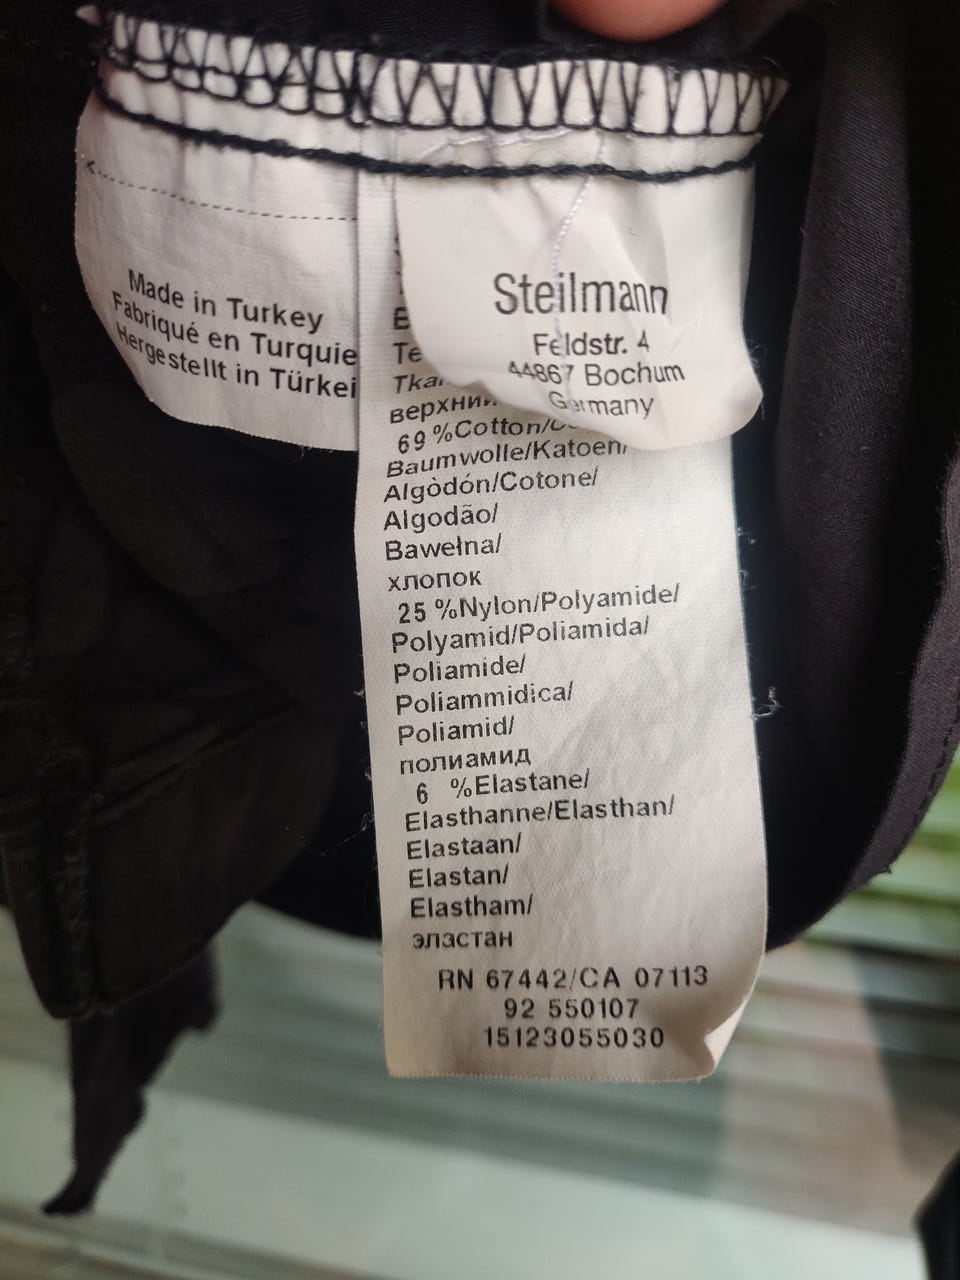 Made in Turkey
Fabriqué en Turquie
Hergestellt in Türkei
Steilmann
Feldstr. 4
44867 Bochum
Germany
69 %Cotton/
Baumwolle/Katoen/
Algòdón/Cotone/
Algodão/
Bawełna/
хлопок
25 %Nylon/Polyamide/
Polyamid/Poliamida/
Poliamide/
Poliammidica/
Poliamid/
полиамид
6 %Elastane/
Elasthanne/Elasthan/
Elastaan/
Elastan/
Elastham/
эластан
RN 67442/CA 07113
92 550107
15123055030